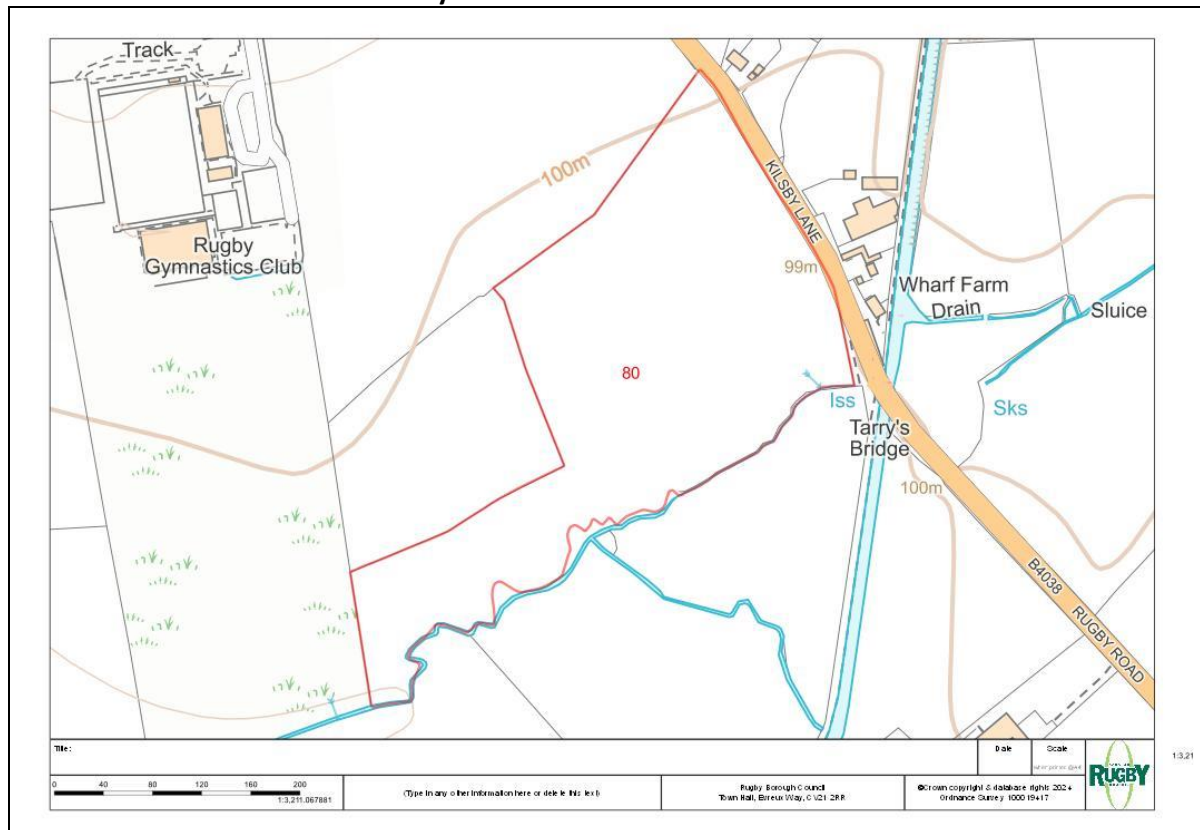 Track
100m
KILSBY LANE
Rugby
Gymnastics Club
99m
Wharf Farm
Drain
Sluice
80
Iss
Sks
Tarry's
Bridge
100m
B4038
RUGBY ROAD
Title:
Date
Scale
0 40 80 120 160 200
1:3,211.067881
(Type in any other information here or delete this text)
Rugby Borough Council
Town Hall, Evreux Way, CV21 2RR
©Crown copyright & database rights 2024
Ordnance Survey 100019417
RUGBY
1:3,21